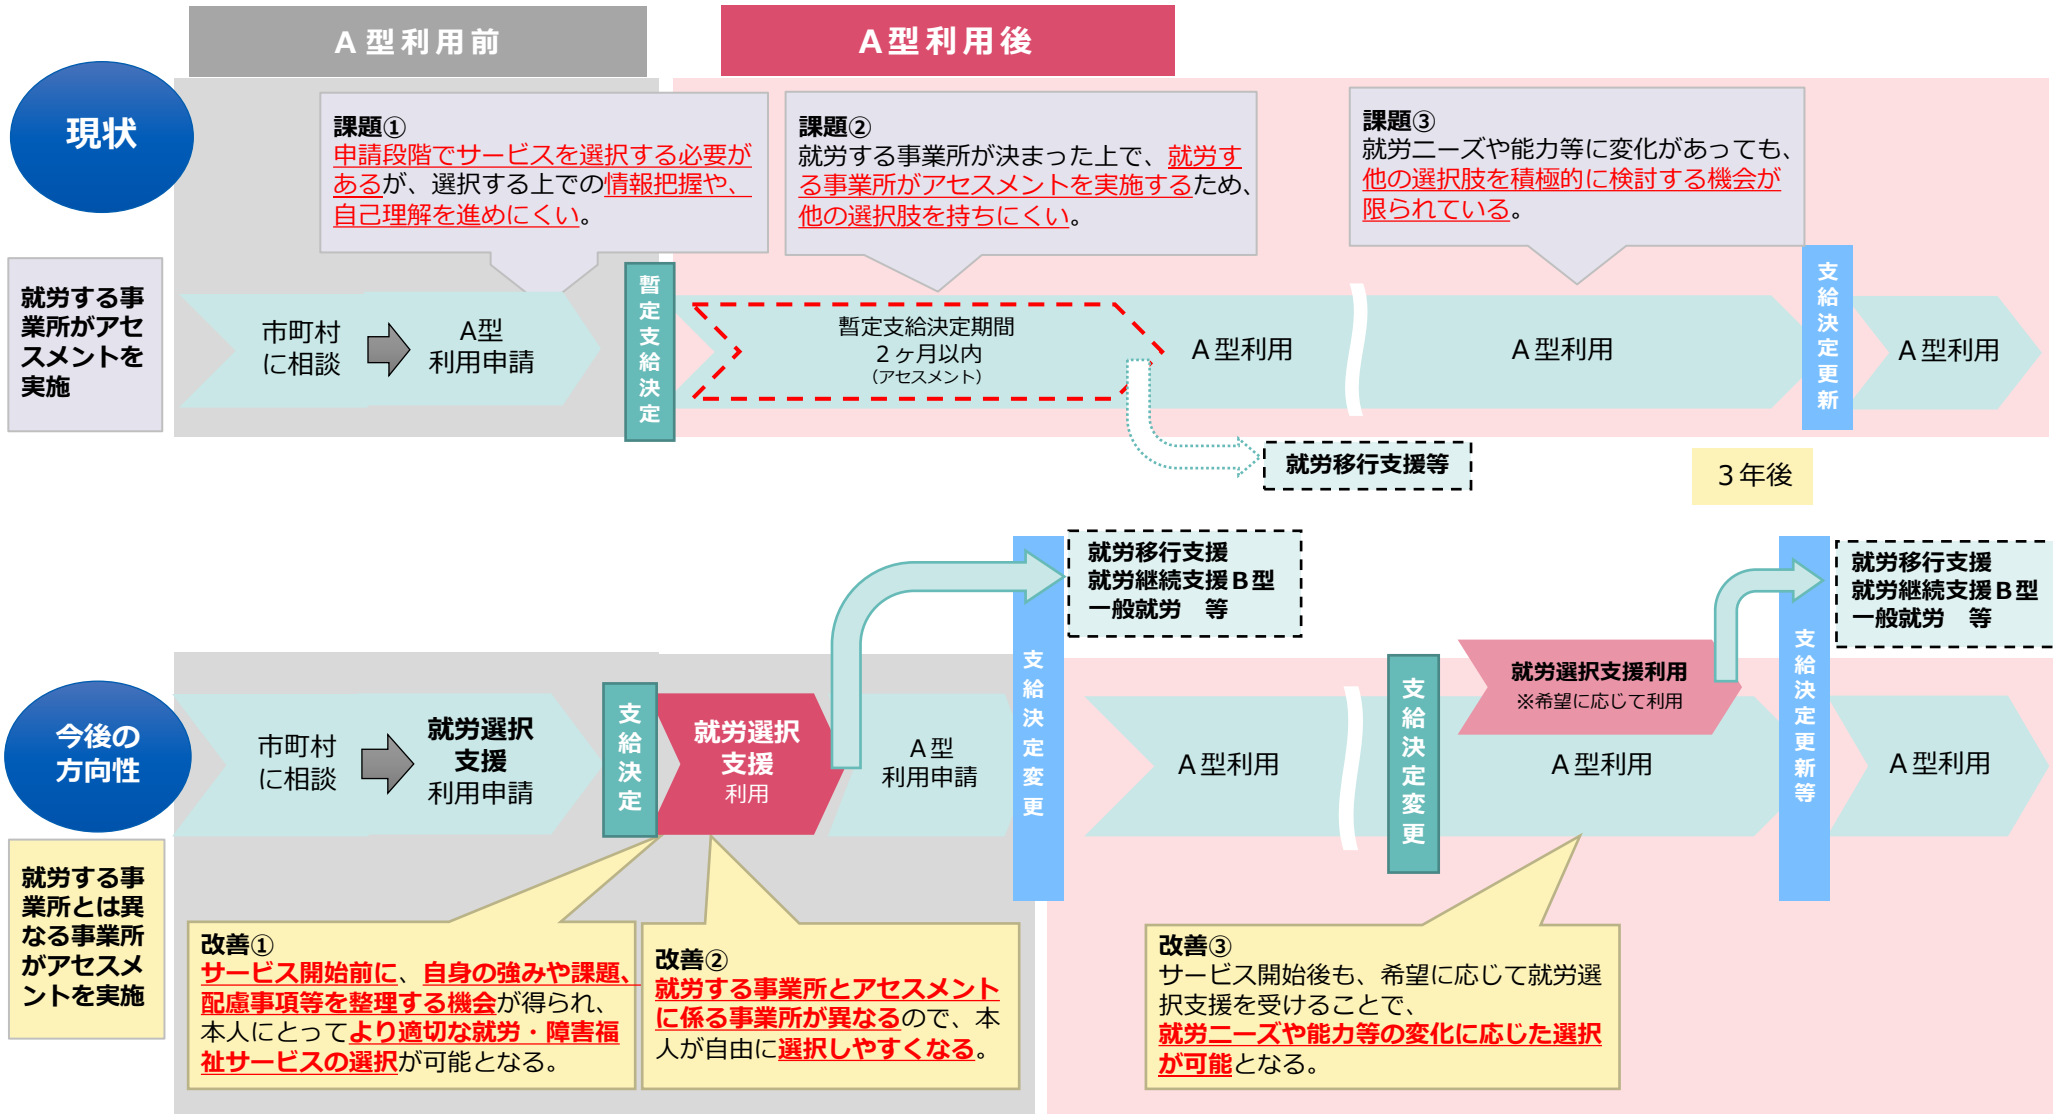 Ａ型利用前
Ａ型利用後
現状
課題①
申請段階でサービスを選択する必要が
あるが、選択する上での情報把握や、
自己理解を進めにくい。
課題②
就労する事業所が決まった上で、就労す
る事業所がアセスメントを実施するため、
他の選択肢を持ちにくい。
課題③
就労ニーズや能力等に変化があっても、
他の選択肢を積極的に検討する機会が
限られている。
就労する事
業所がアセ
スメントを
実施
市町村
に相談
A型
利用申請
暫定支給決定
暫定支給決定期間
２ヶ月以内
（アセスメント）
Ａ型利用
Ａ型利用
支給決定更新
Ａ型利用
就労移行支援等
３年後
就労移行支援
就労継続支援Ｂ型
一般就労　等
就労移行支援
就労継続支援Ｂ型
一般就労　等
今後の
方向性
市町村
に相談
就労選択
支援
利用申請
支給決定
就労選択
支援
利用
Ａ型
利用申請
支給決定変更
Ａ型利用
支給決定変更
就労選択支援利用
※希望に応じて利用
Ａ型利用
支給決定更新等
Ａ型利用
就労する事
業所とは異
なる事業所
がアセスメ
ントを実施
改善①
サービス開始前に、自身の強みや課題、
配慮事項等を整理する機会が得られ、
本人にとってより適切な就労・障害福
祉サービスの選択が可能となる。
改善②
就労する事業所とアセスメント
に係る事業所が異なるので、本
人が自由に選択しやすくなる。
改善③
サービス開始後も、希望に応じて就労選
択支援を受けることで、
就労ニーズや能力等の変化に応じた選択
が可能となる。